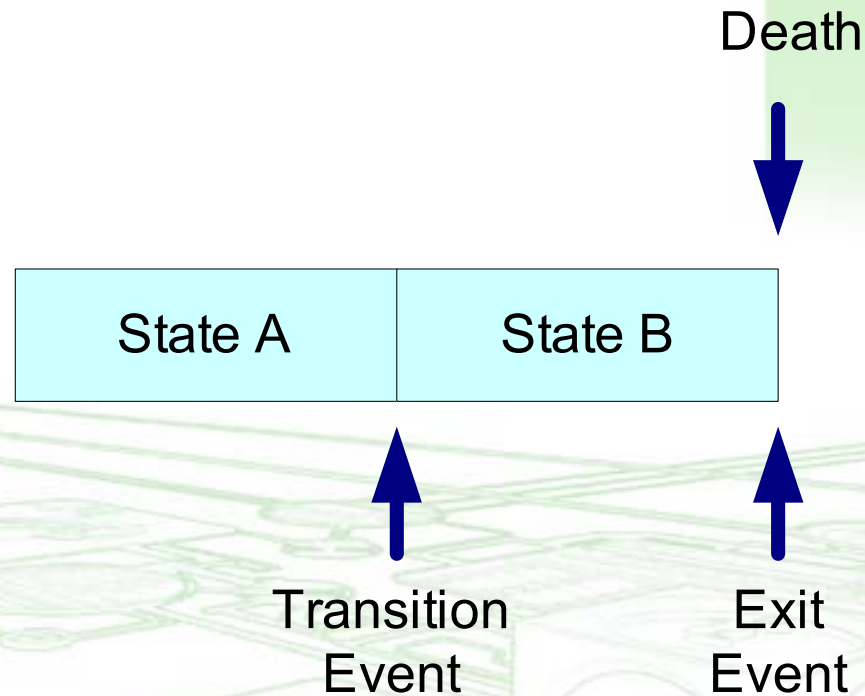 Death
State A
State B
Transition
Event
Exit
Event